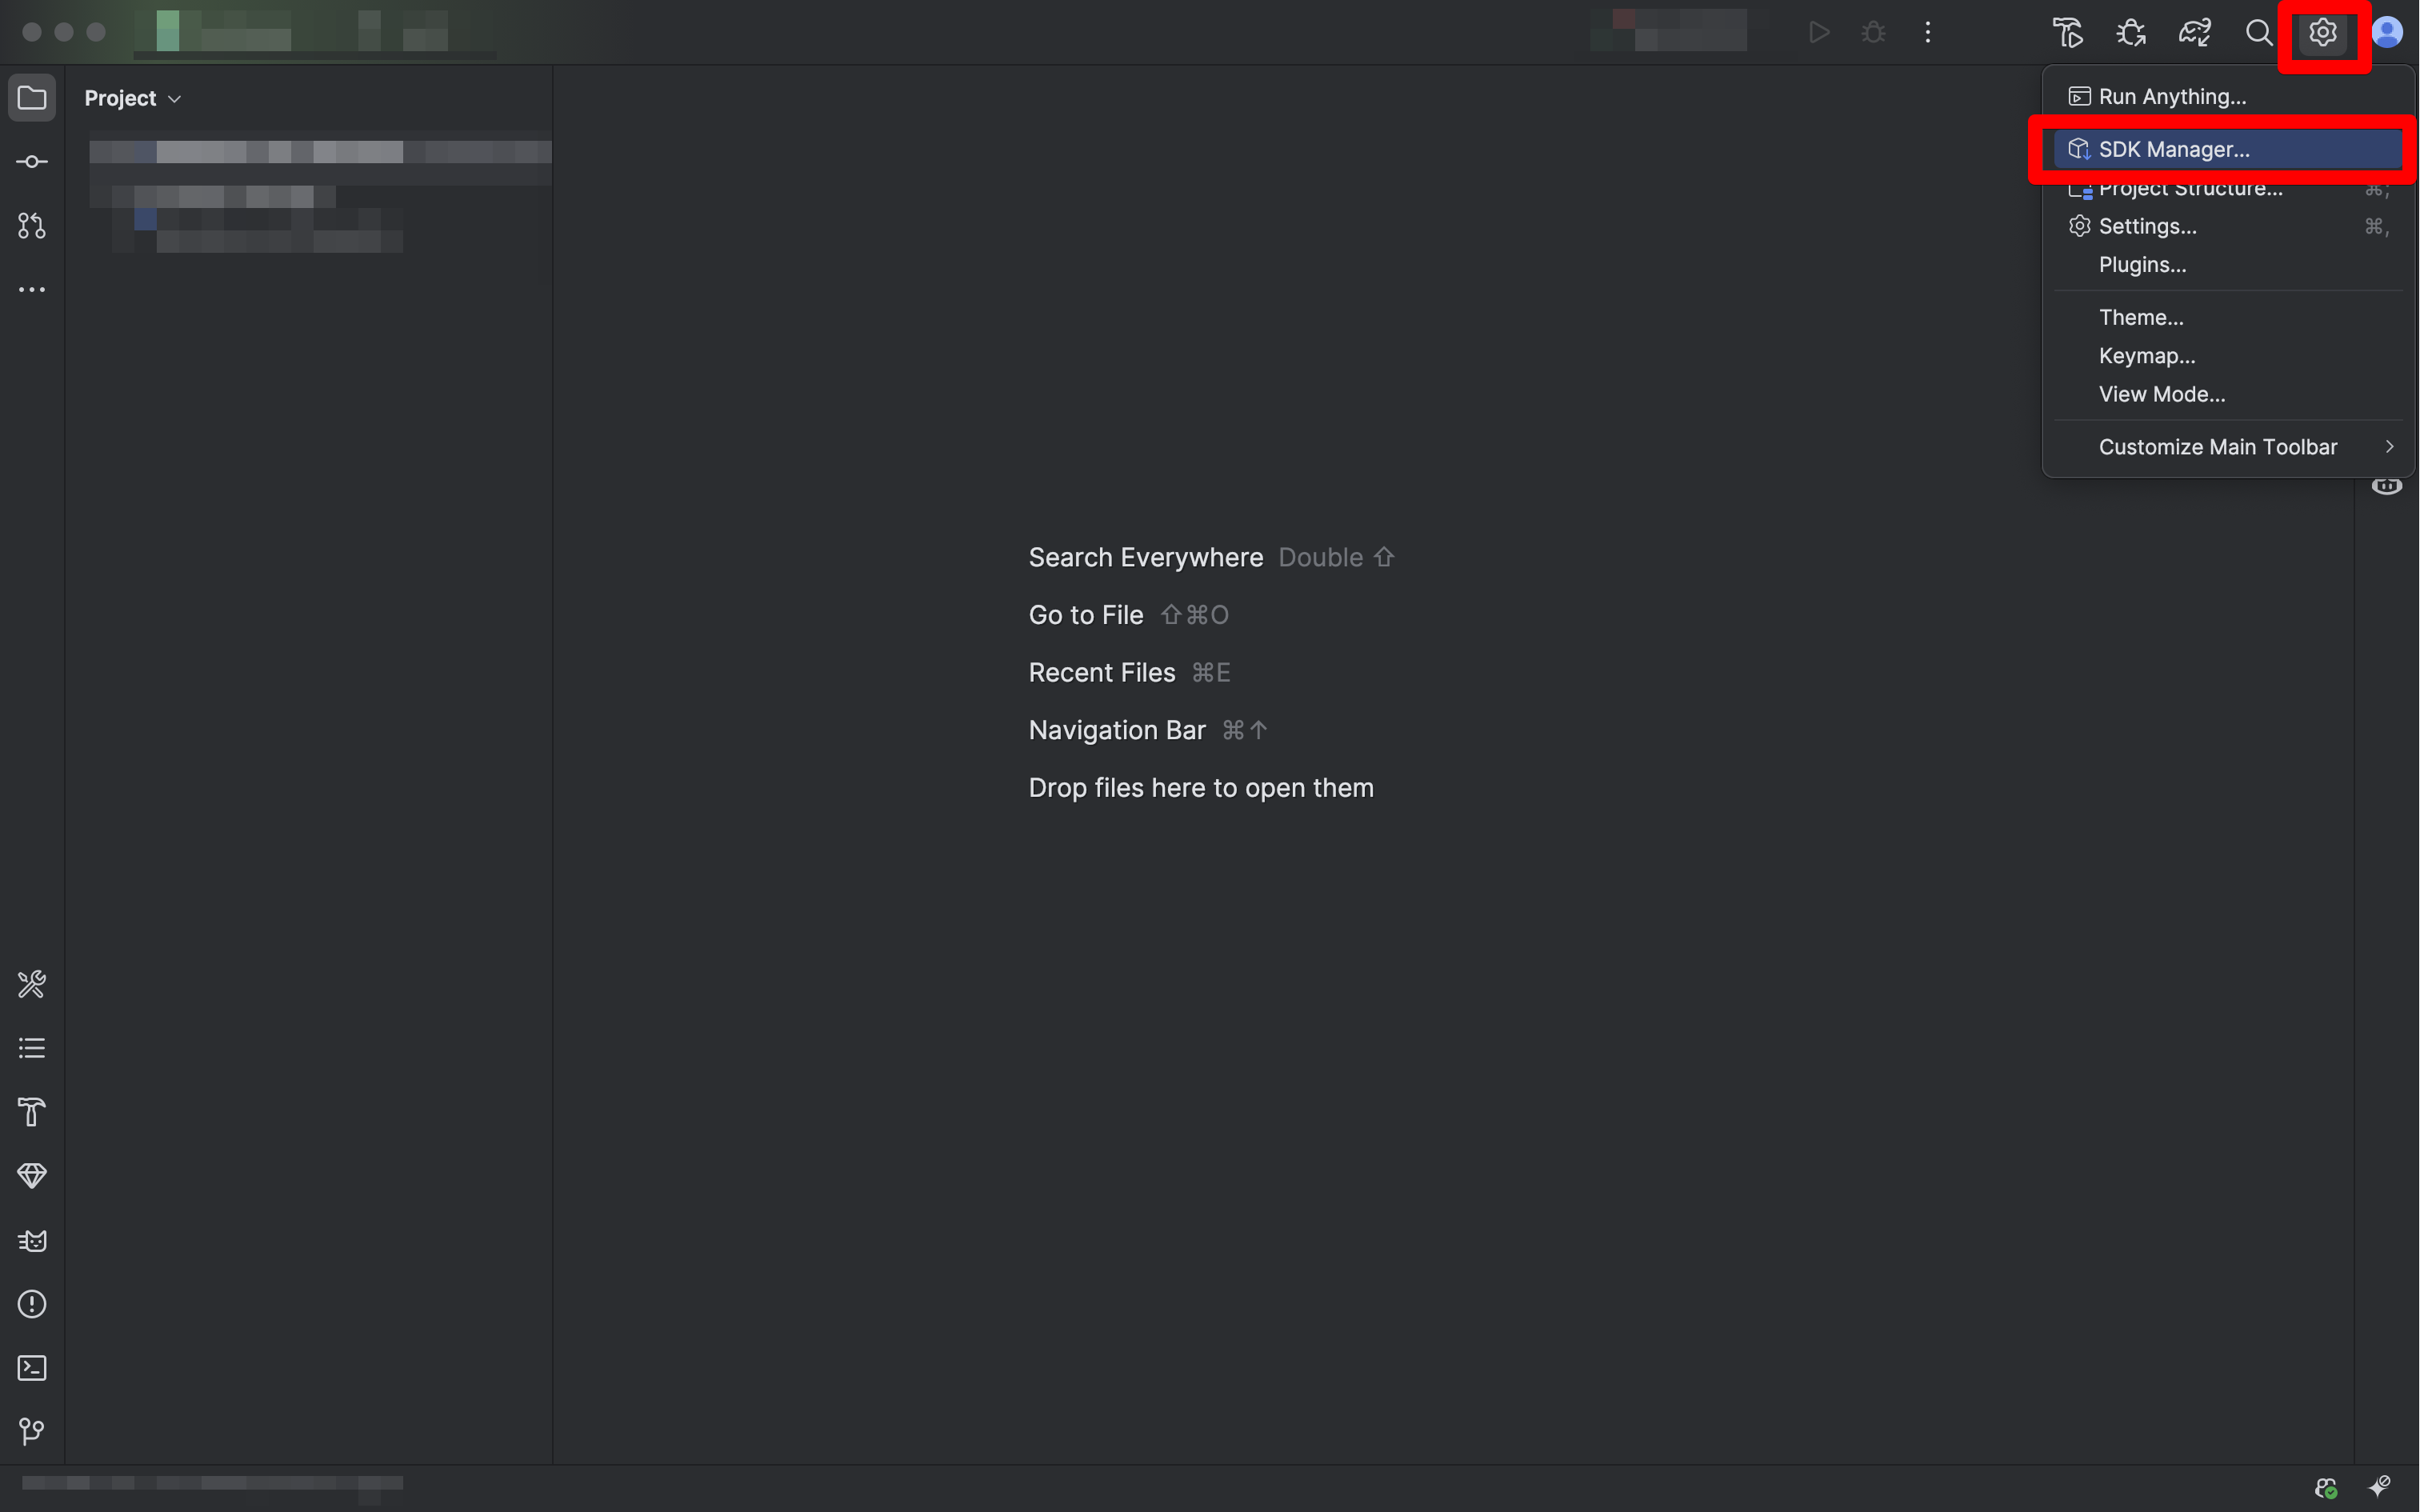 Project
Run Anything...
SDK Manager...
Project Structure... ⌘;
Settings... ⌘,
Plugins...
Theme...
Keymap...
View Mode...
Customize Main Toolbar
Search Everywhere Double ⇧
Go to File ⇧⌘O
Recent Files ⌘E
Navigation Bar ⌘↑
Drop files here to open them